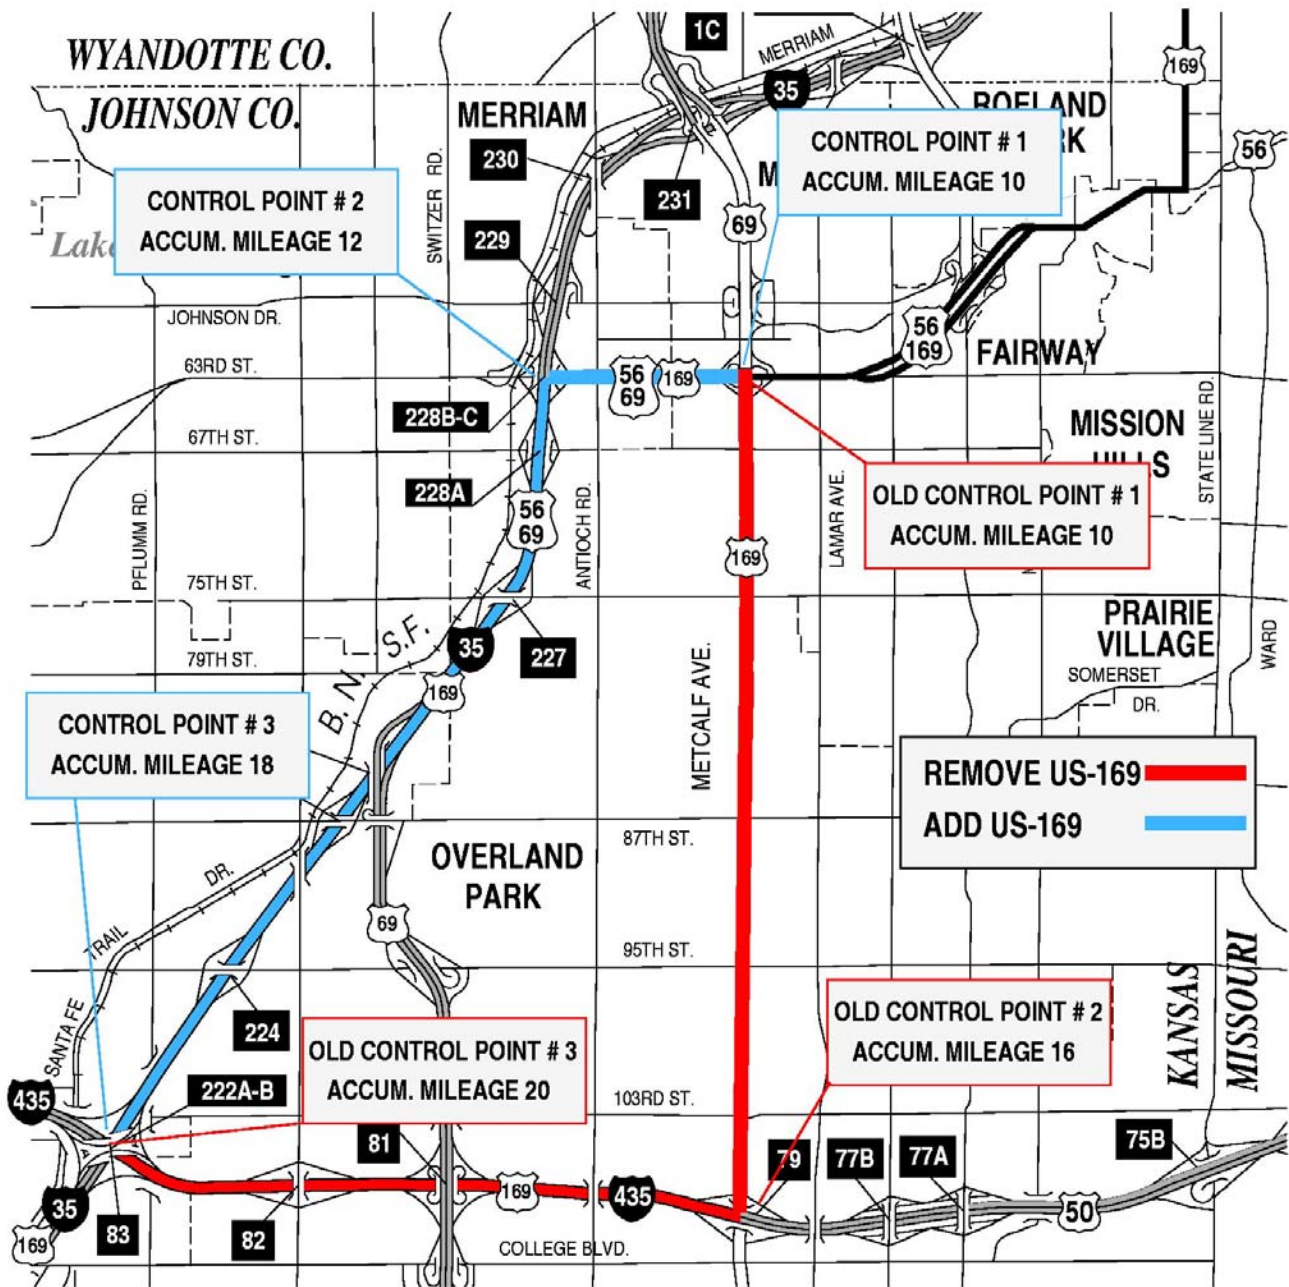 WYANDOTTE CO.
JOHNSON CO.
1C
MERRIAM
35
169
MERRIAM
230
SWITZER RD.
231
229
69
CONTROL POINT # 1
ACCUM. MILEAGE 10
56
CONTROL POINT # 2
ACCUM. MILEAGE 12
JOHNSON DR.
63RD ST.
67TH ST.
228B-C
228A
56
69
169
56
169
FAIRWAY
MISSION
STATE LINE RD.
OLD CONTROL POINT # 1
ACCUM. MILEAGE 10
LAMAR AVE.
PFLUMM RD.
56
69
ANTIOCH RD.
169
75TH ST.
79TH ST.
B. N. S.F.
35
227
169
METCALF AVE.
PRAIRIE
VILLAGE
SOMERSET
DR.
WARD
CONTROL POINT # 3
ACCUM. MILEAGE 18
REMOVE US-169
ADD US-169
87TH ST.
OVERLAND
PARK
69
95TH ST.
SANTA FE
TRAIL
DR.
224
222A-B
435
OLD CONTROL POINT # 3
ACCUM. MILEAGE 20
OLD CONTROL POINT # 2
ACCUM. MILEAGE 16
KANSAS
MISSOURI
103RD ST.
81
79
77B
77A
75B
35
169
83
82
169
435
50
COLLEGE BLVD.